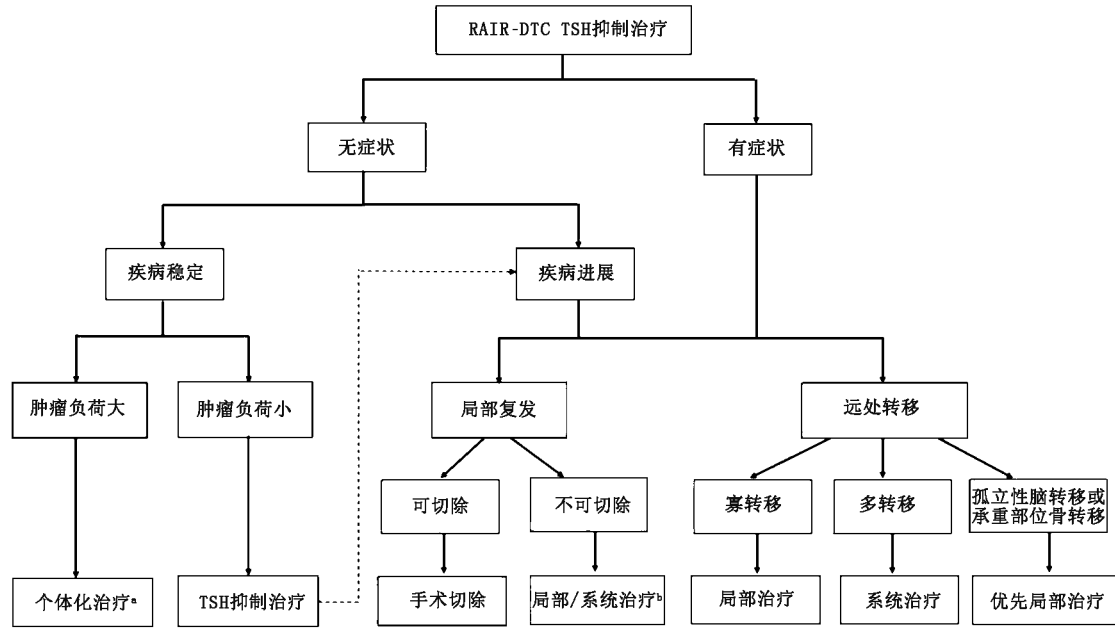 RAIR-DTC TSH抑制治疗
无症状
有症状
疾病稳定
疾病进展
肿瘤负荷大
肿瘤负荷小
局部复发
远处转移
可切除
不可切除
寡转移
多转移
孤立性脑转移或
承重部位骨转移
个体化治疗ᵃ
TSH抑制治疗
手术切除
局部/系统治疗ᵇ
局部治疗
系统治疗
优先局部治疗